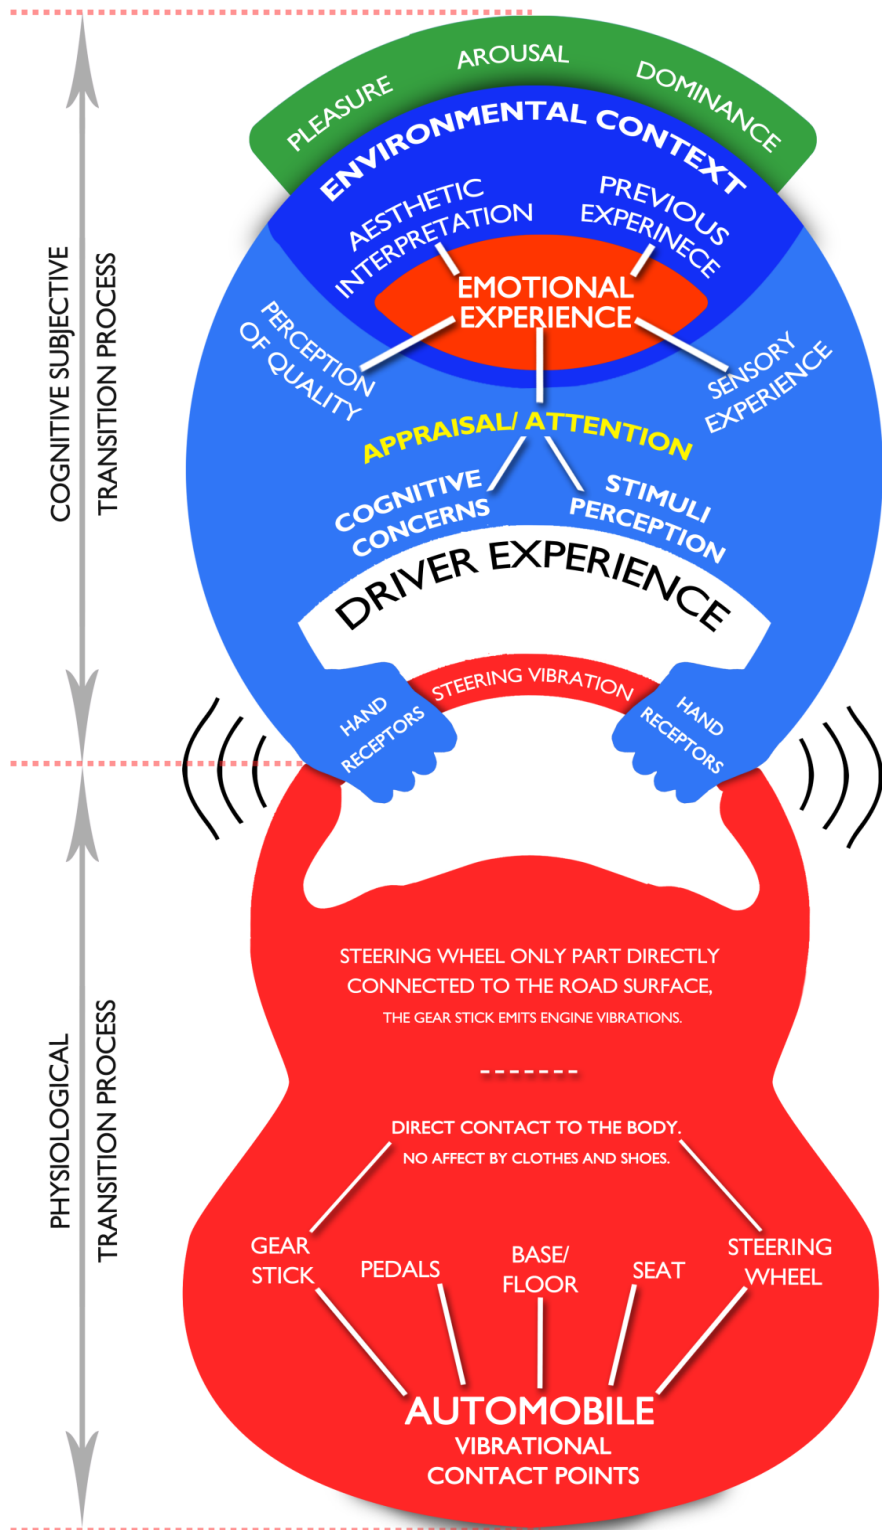 PLEASURE
AROUSAL
DOMINANCE
ENVIRONMENTAL CONTEXT
AESTHETIC
INTERPRETATION
PREVIOUS
EXPERINECE
EMOTIONAL
EXPERIENCE
PERCEPTION
OF QUALITY
SENSORY
EXPERIENCE
APPRAISAL/ ATTENTION
COGNITIVE
CONCERNS
STIMULI
PERCEPTION
DRIVER EXPERIENCE
STEERING VIBRATION
HAND
RECEPTORS
HAND
RECEPTORS
COGNITIVE SUBJECTIVE
TRANSITION PROCESS
STEERING WHEEL ONLY PART DIRECTLY
CONNECTED TO THE ROAD SURFACE,
THE GEAR STICK EMITS ENGINE VIBRATIONS.
DIRECT CONTACT TO THE BODY.
NO AFFECT BY CLOTHES AND SHOES.
GEAR
STICK
PEDALS
BASE/
FLOOR
SEAT
STEERING
WHEEL
AUTOMOBILE
VIBRATIONAL
CONTACT POINTS
PHYSIOLOGICAL
TRANSITION PROCESS